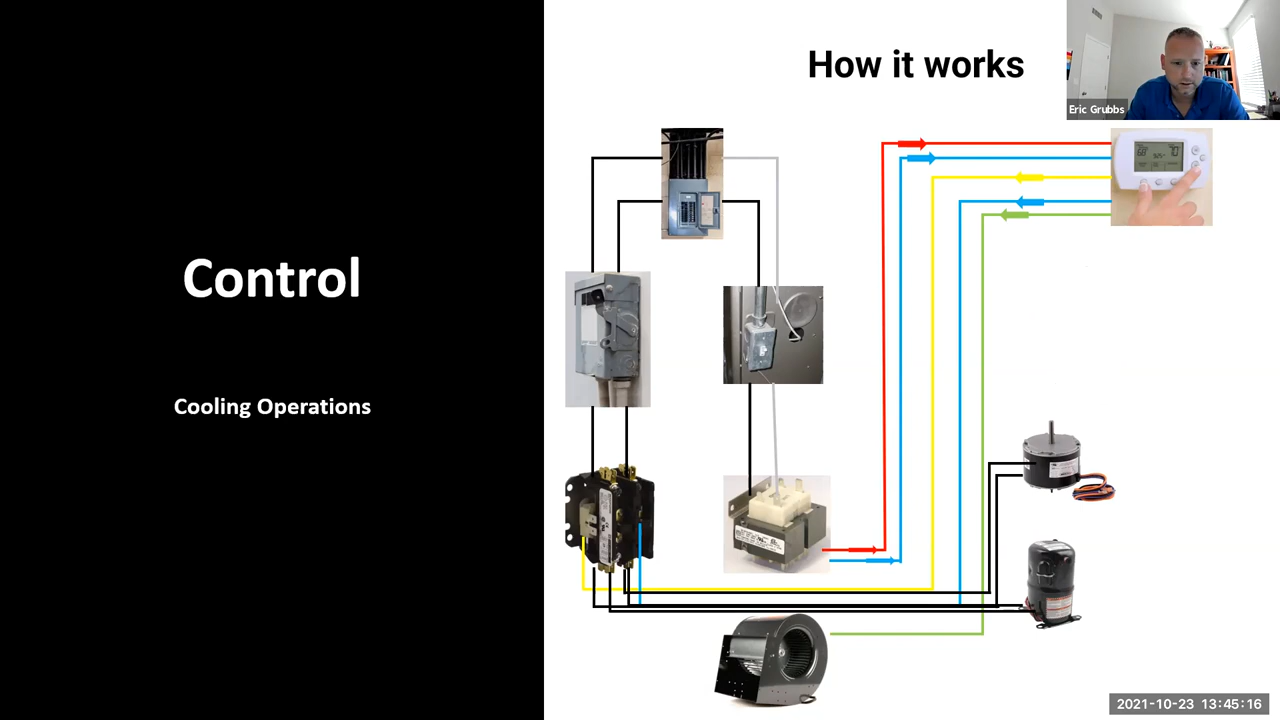 How it works
Eric Grubbs
Control
Cooling Operations
2021-10-23 13:45:16